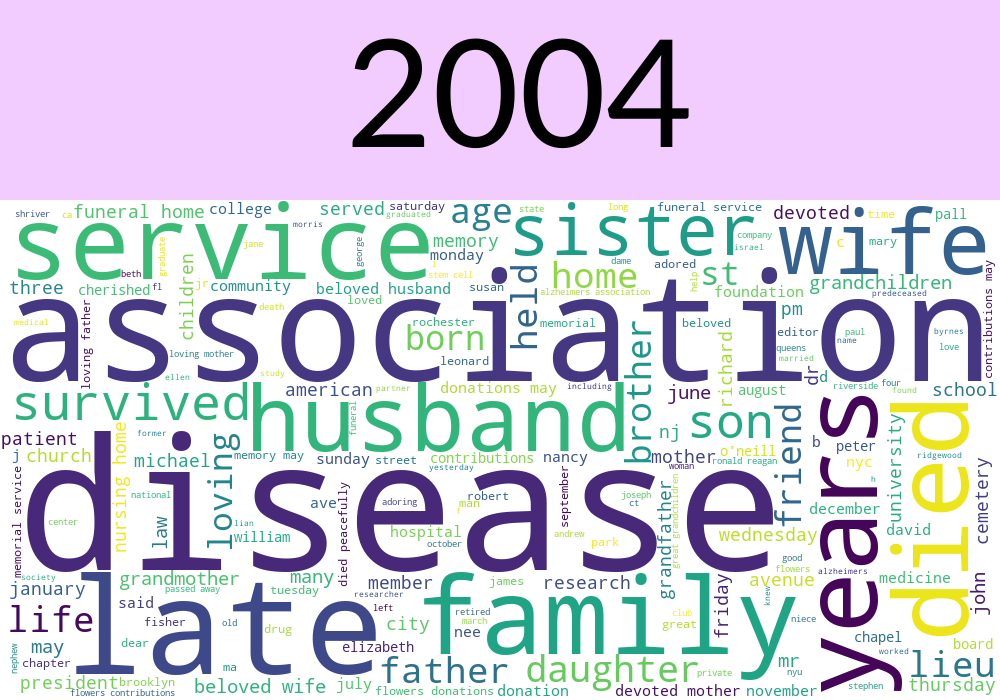 2004
shriver
ca
funeral home
college
served
saturday
graduated
age
state
long
funeral service
devoted
time
pall
service
morris
george
jane
graduate
memory
monday
sister
company
israel
wife
c
mary
three
cherished
beth
fl
children
jr
community
beloved husband
loved
susan
stem cell
held
home
dame
adored
alzheimers association
help
st
foundation
grandchildren
predeceased
contributions may
medical
loving father
association
death
loving mother
rochester
born
leonard
memorial
brother
beloved
richard
pm
editor
queens
married
paul
name
byrnes
love
ellen
study
american
partner
donations may
including
june
august
dr
d
riverside
four
found
school
survived
husband
funeral
son
nj
mother
woman
o'neill
ronald reagan
friend
b
peter
nyc
years
died
university
ridgewood
h
patient
j
church
nursing home
former
michael
loving
memory may
sunday
street
contributions
yesterday
nancy
memorial service
center
national
law
disease
ave
lian
william
died peacefully
adoring
robert
man
hospital
october
september
andrew
joseph
ct
park
grandfather
great grandchildren
wednesday
december
david
cemetery
society
january
grandmother
passed away
tuesday
many
member
researcher
james
research
good
avenue
knew
alzheimers
medicine
john
life
said
fisher
old
late
drug
left
elizabeth
city
retired
march
nee
family
club
great
friday
niece
chapel
worked
board
nephew
may
chapter
dear
ma
father
daughter
private
mr
nyu
lieu
president
brooklyn
flowers contributions
beloved wife
july
flowers donations
donation
devoted mother
november
stephen
thursday